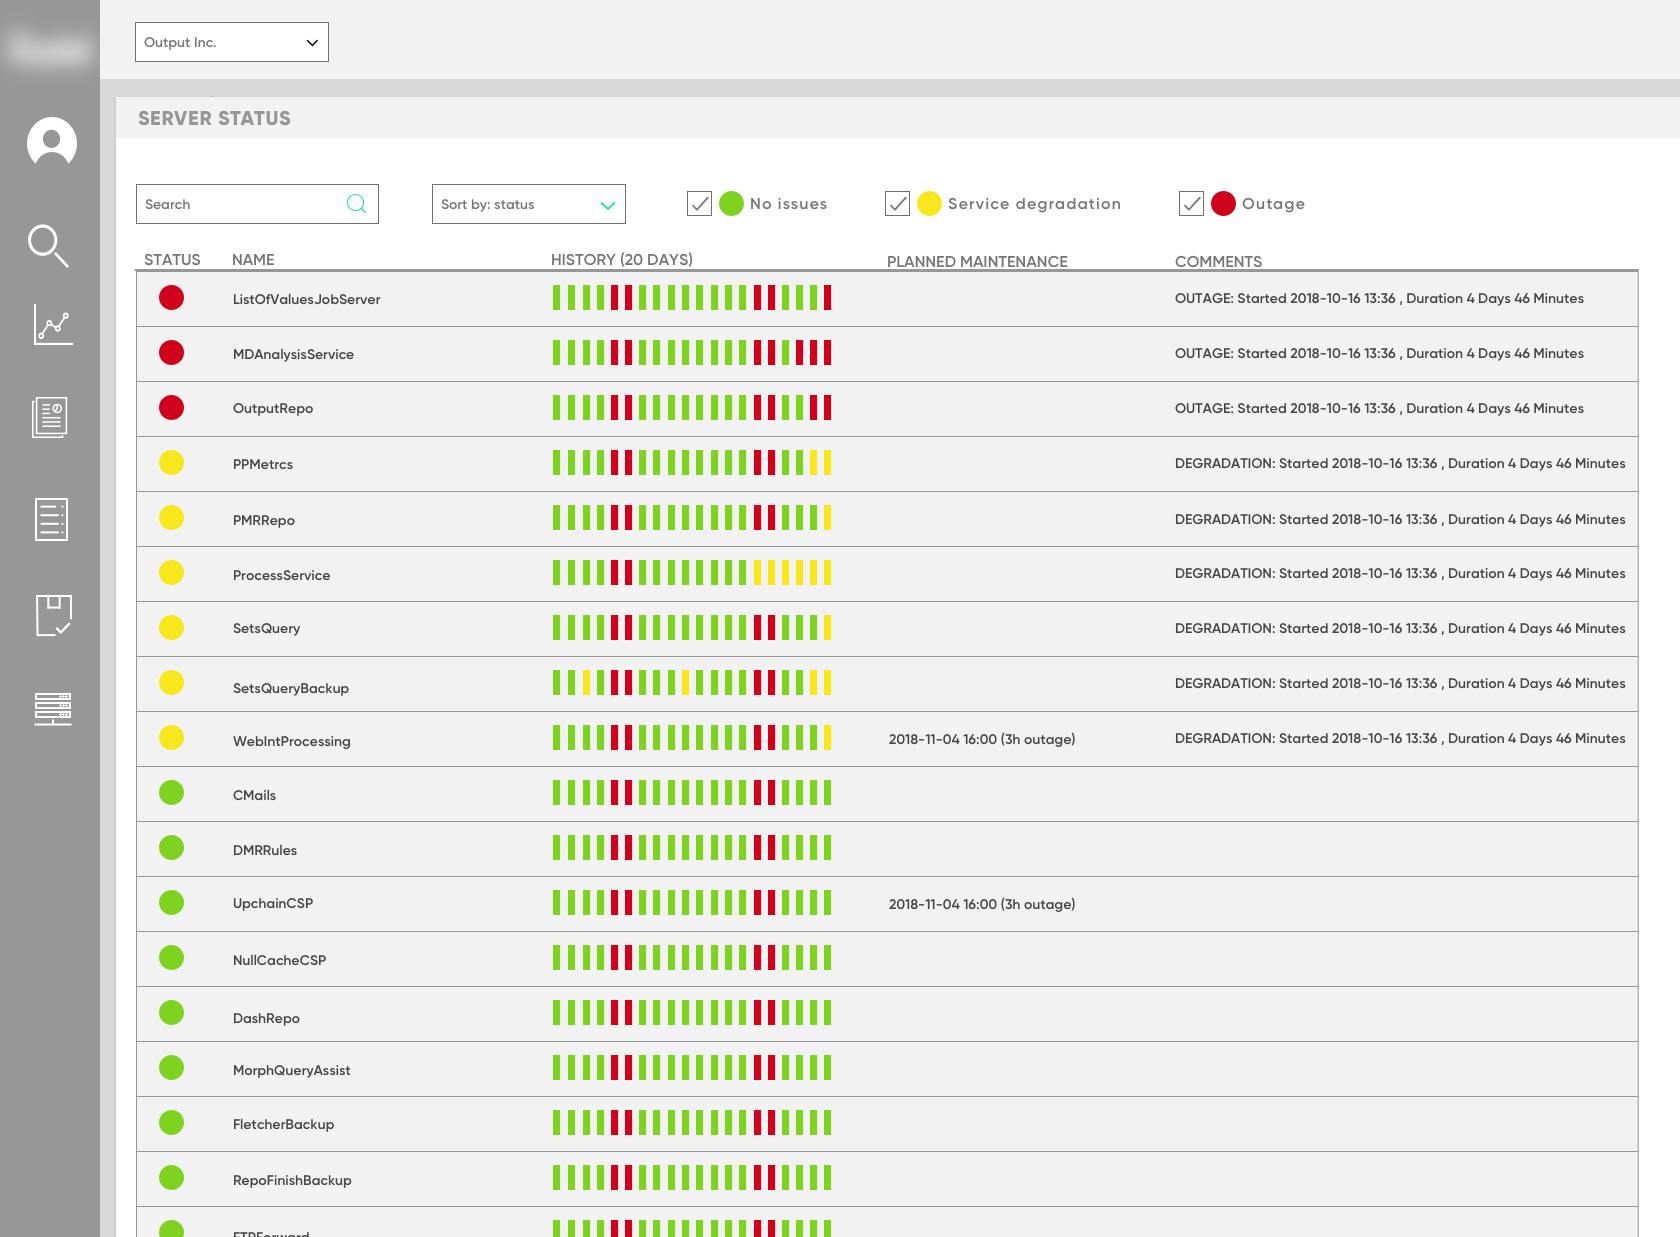 Output Inc.
SERVER STATUS
Search
Sort by: status
No issues
Service degradation
Outage
STATUS NAME HISTORY (20 DAYS) PLANNED MAINTENANCE COMMENTS
ListOfValuesJobServer OUTAGE: Started 2018-10-16 13:36 , Duration 4 Days 46 Minutes
MDAnalysisService OUTAGE: Started 2018-10-16 13:36 , Duration 4 Days 46 Minutes
OutputRepo OUTAGE: Started 2018-10-16 13:36 , Duration 4 Days 46 Minutes
PPMetrcs DEGRADATION: Started 2018-10-16 13:36 , Duration 4 Days 46 Minutes
PMRRepo DEGRADATION: Started 2018-10-16 13:36 , Duration 4 Days 46 Minutes
ProcessService DEGRADATION: Started 2018-10-16 13:36 , Duration 4 Days 46 Minutes
SetsQuery DEGRADATION: Started 2018-10-16 13:36 , Duration 4 Days 46 Minutes
SetsQueryBackup DEGRADATION: Started 2018-10-16 13:36 , Duration 4 Days 46 Minutes
WebIntProcessing 2018-11-04 16:00 (3h outage) DEGRADATION: Started 2018-10-16 13:36 , Duration 4 Days 46 Minutes
CMails
DMRRules
UpchainCSP 2018-11-04 16:00 (3h outage)
NullCacheCSP
DashRepo
MorphQueryAssist
FletcherBackup
RepoFinishBackup